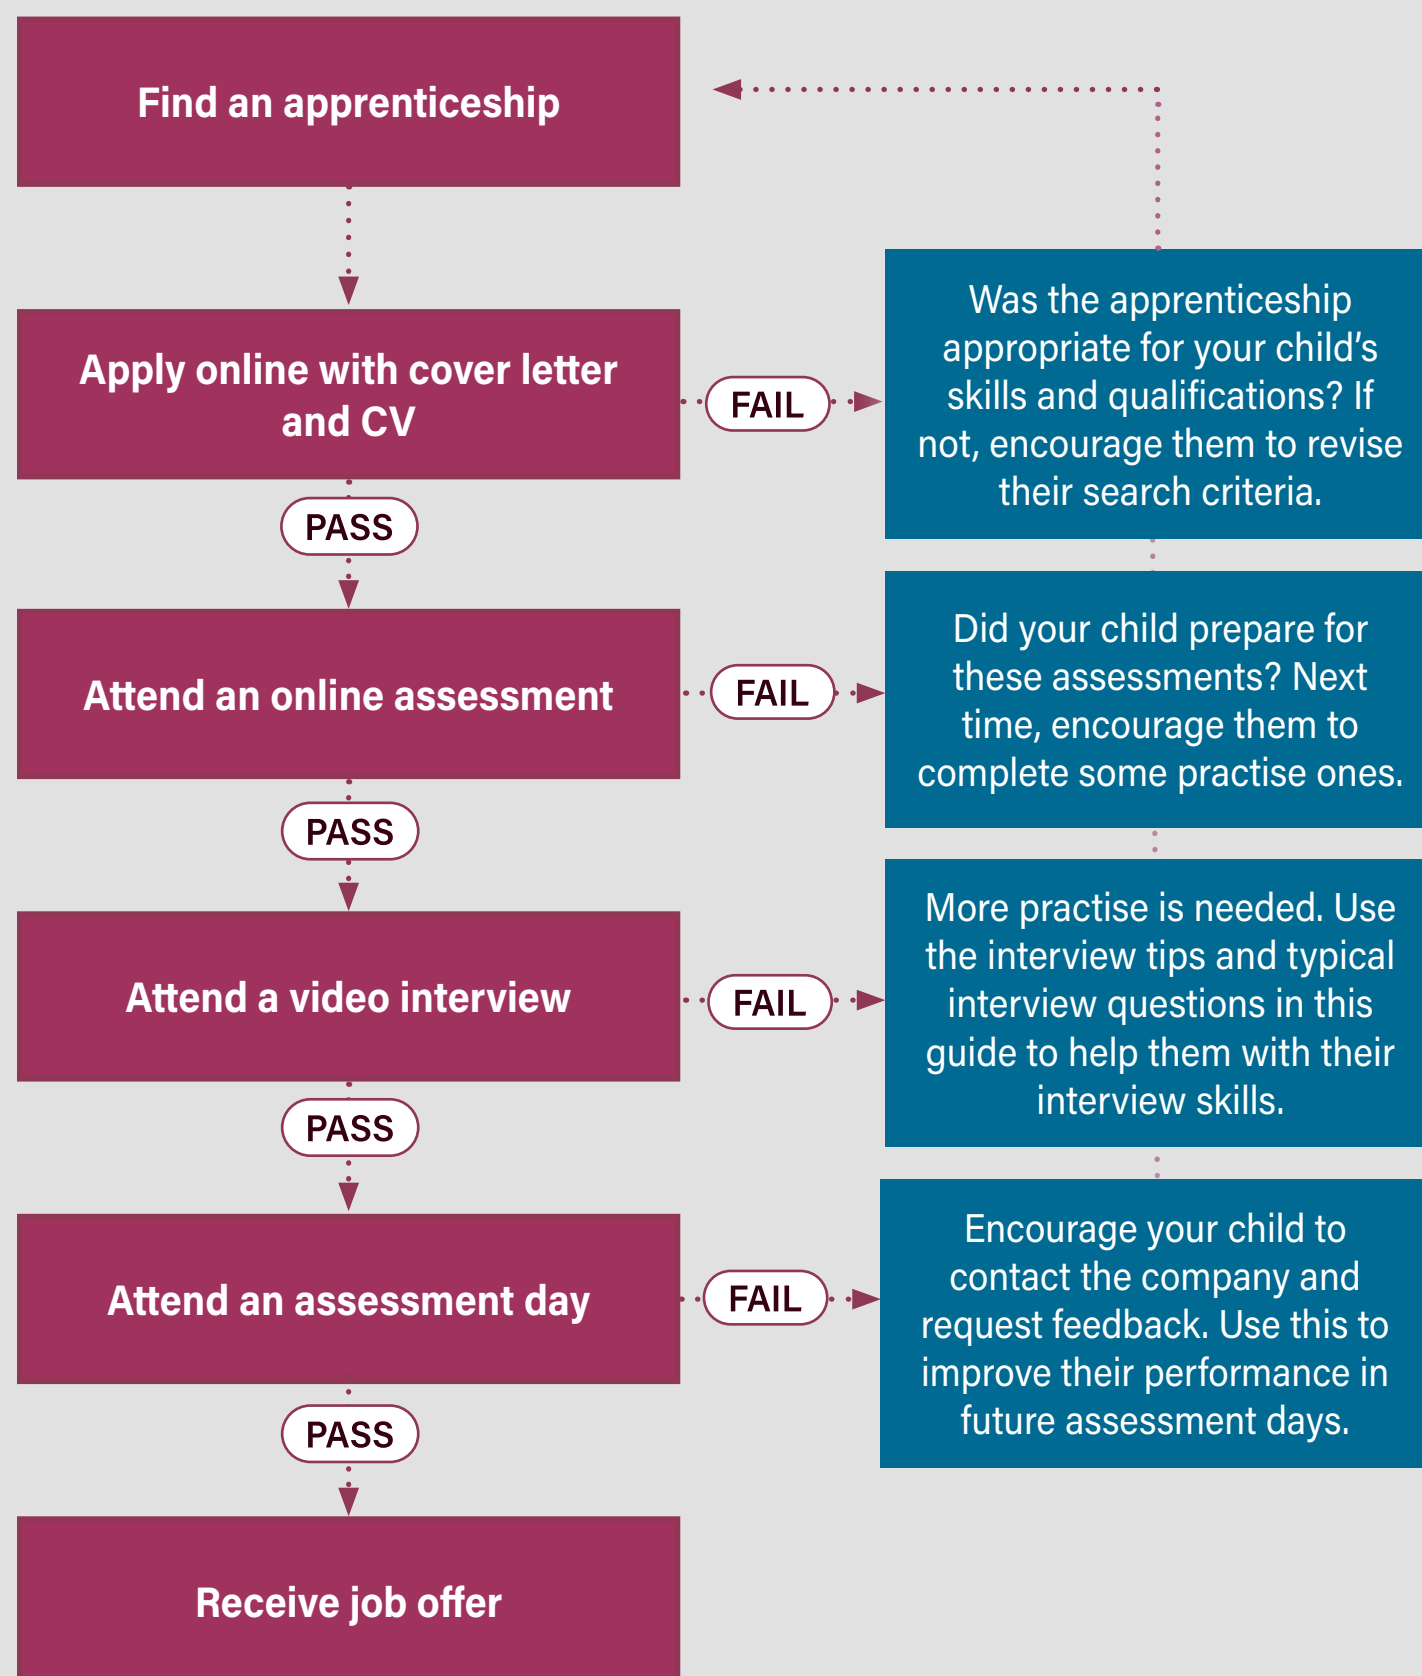 Find an apprenticeship
Apply online with cover letter
and CV
FAIL
Was the apprenticeship
appropriate for your child's
skills and qualifications? If
not, encourage them to revise
their search criteria.
PASS
Attend an online assessment
FAIL
Did your child prepare for
these assessments? Next
time, encourage them to
complete some practise ones.
PASS
Attend a video interview
FAIL
More practise is needed. Use
the interview tips and typical
interview questions in this
guide to help them with their
interview skills.
PASS
Attend an assessment day
FAIL
Encourage your child to
contact the company and
request feedback. Use this to
improve their performance in
future assessment days.
PASS
Receive job offer